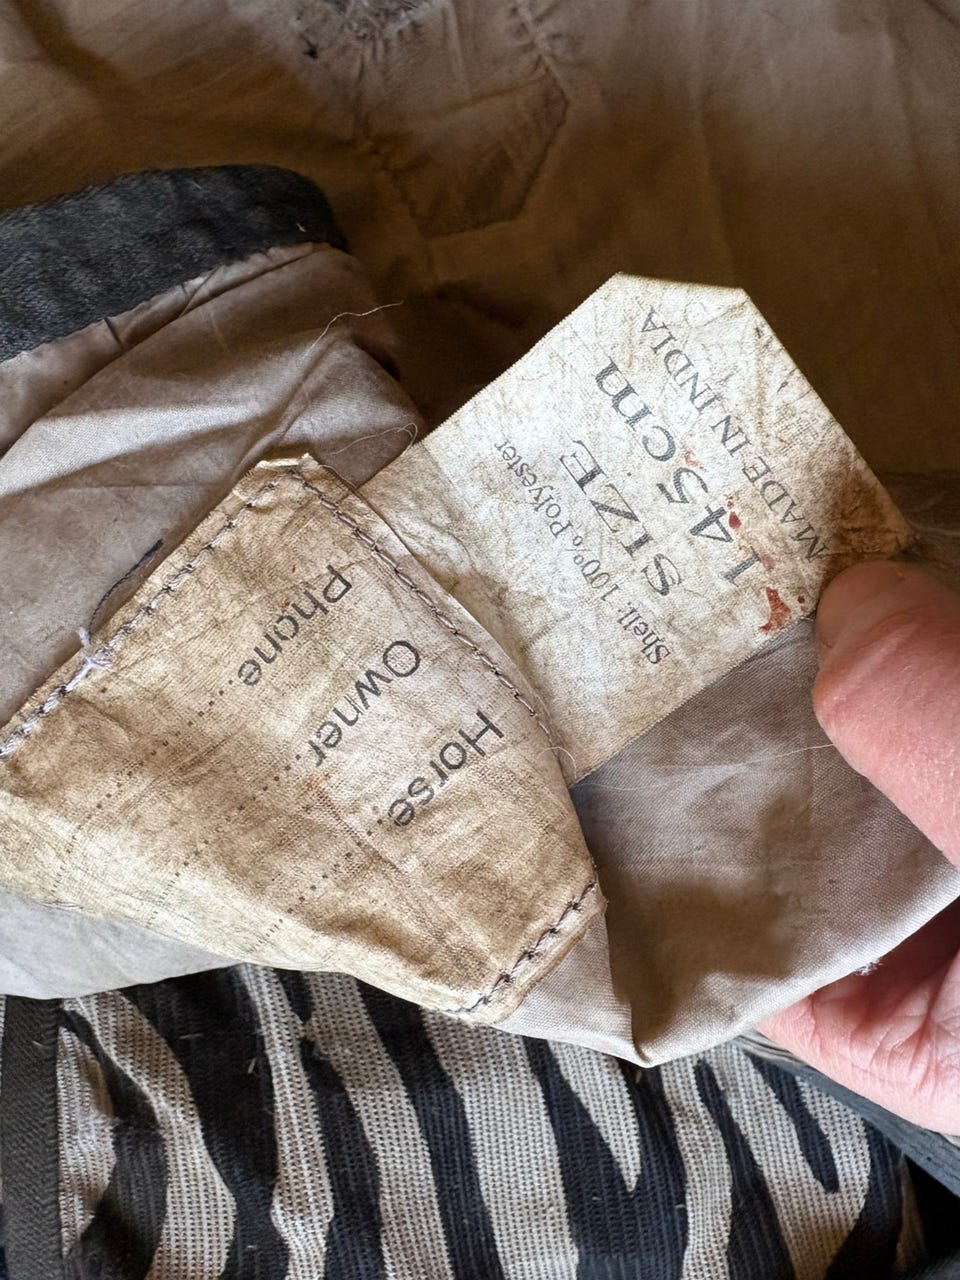 Shell: 100% Polyester
SIZE
145cm
MADE IN INDIA
Horse......
Owner......
Phone......